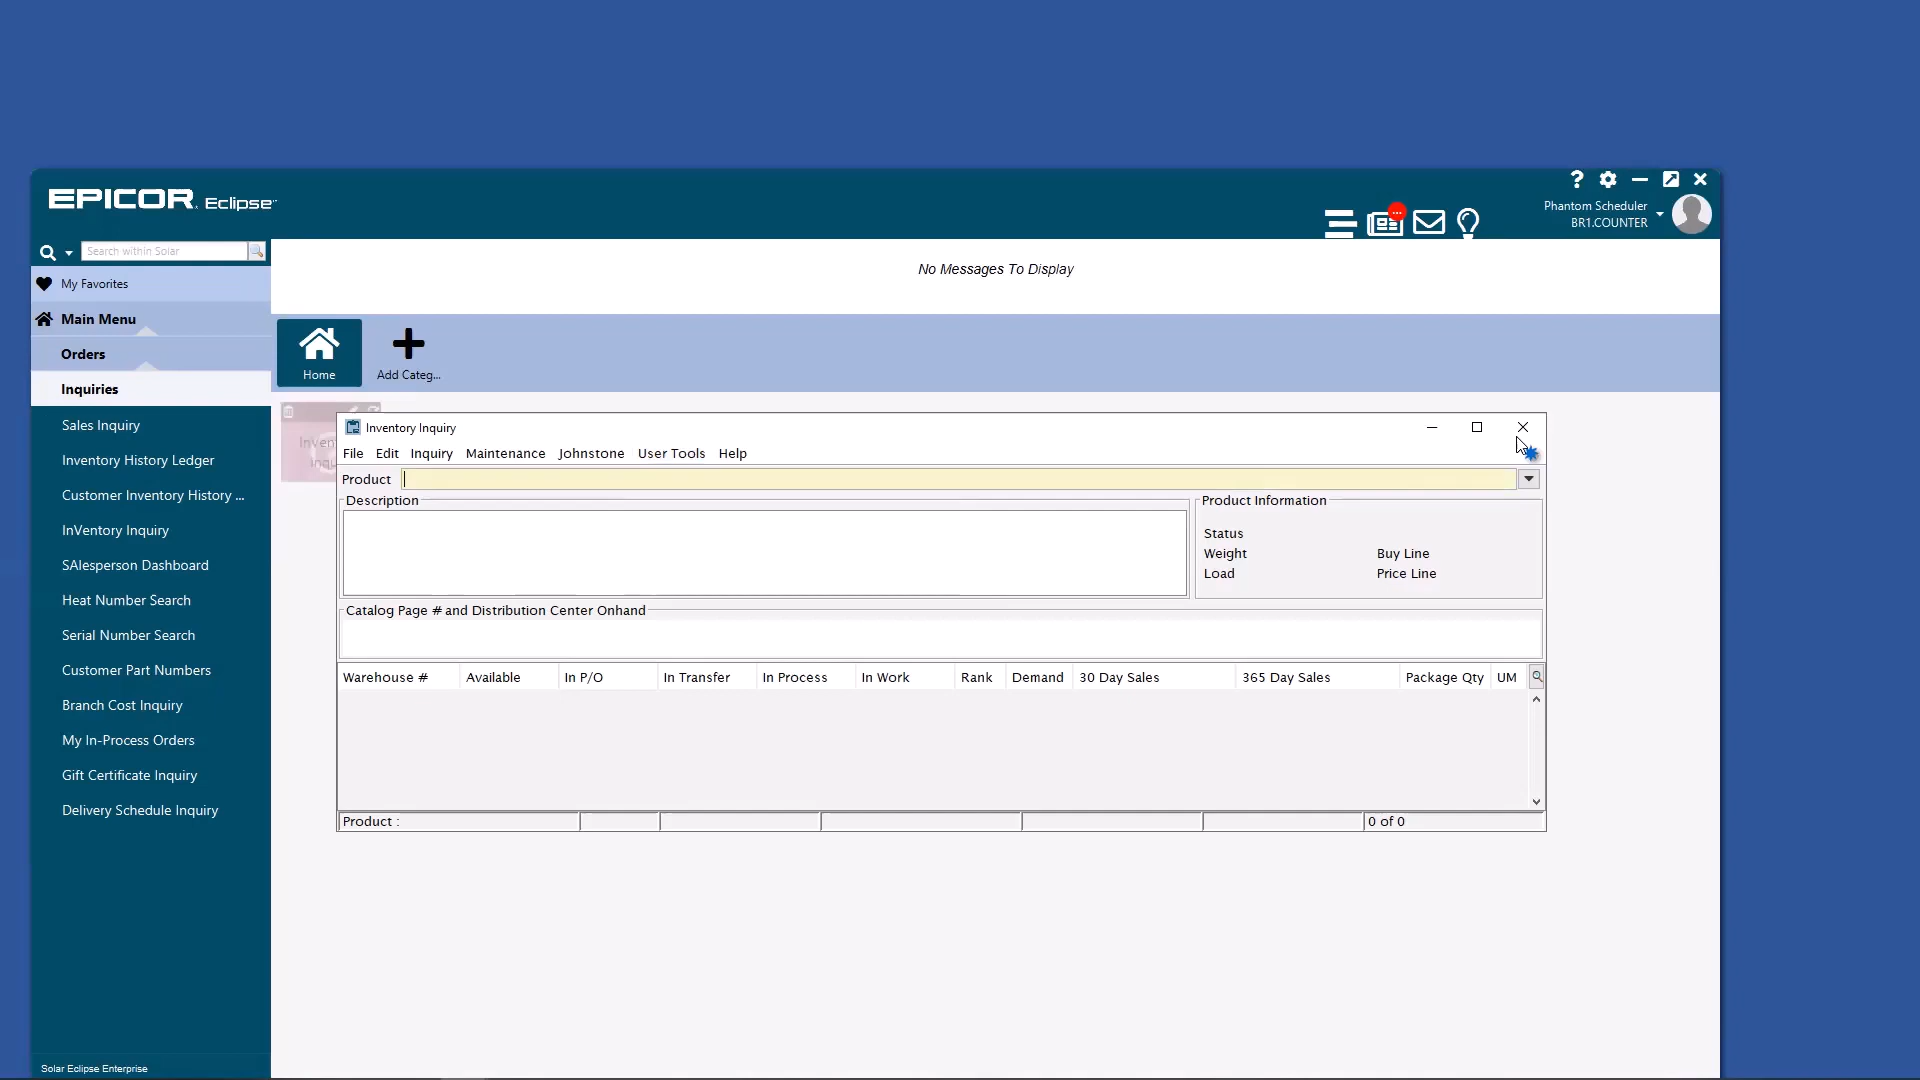 EPICOR Eclipse
Phantom Scheduler
BR1.COUNTER
Search within Solar
My Favorites
Main Menu
Orders
Inquiries
Sales Inquiry
Inventory History Ledger
Customer Inventory History ...
InVentory Inquiry
SAlesperson Dashboard
Heat Number Search
Serial Number Search
Customer Part Numbers
Branch Cost Inquiry
My In-Process Orders
Gift Certificate Inquiry
Delivery Schedule Inquiry
Solar Eclipse Enterprise
No Messages To Display
Home
Add Categ...
Inventory Inquiry
File Edit Inquiry Maintenance Johnstone User Tools Help
Product
Description
Product Information
Status
Weight Buy Line
Load Price Line
Catalog Page # and Distribution Center Onhand
Warehouse # Available In P/O In Transfer In Process In Work Rank Demand 30 Day Sales 365 Day Sales Package Qty UM
Product : 0 of 0